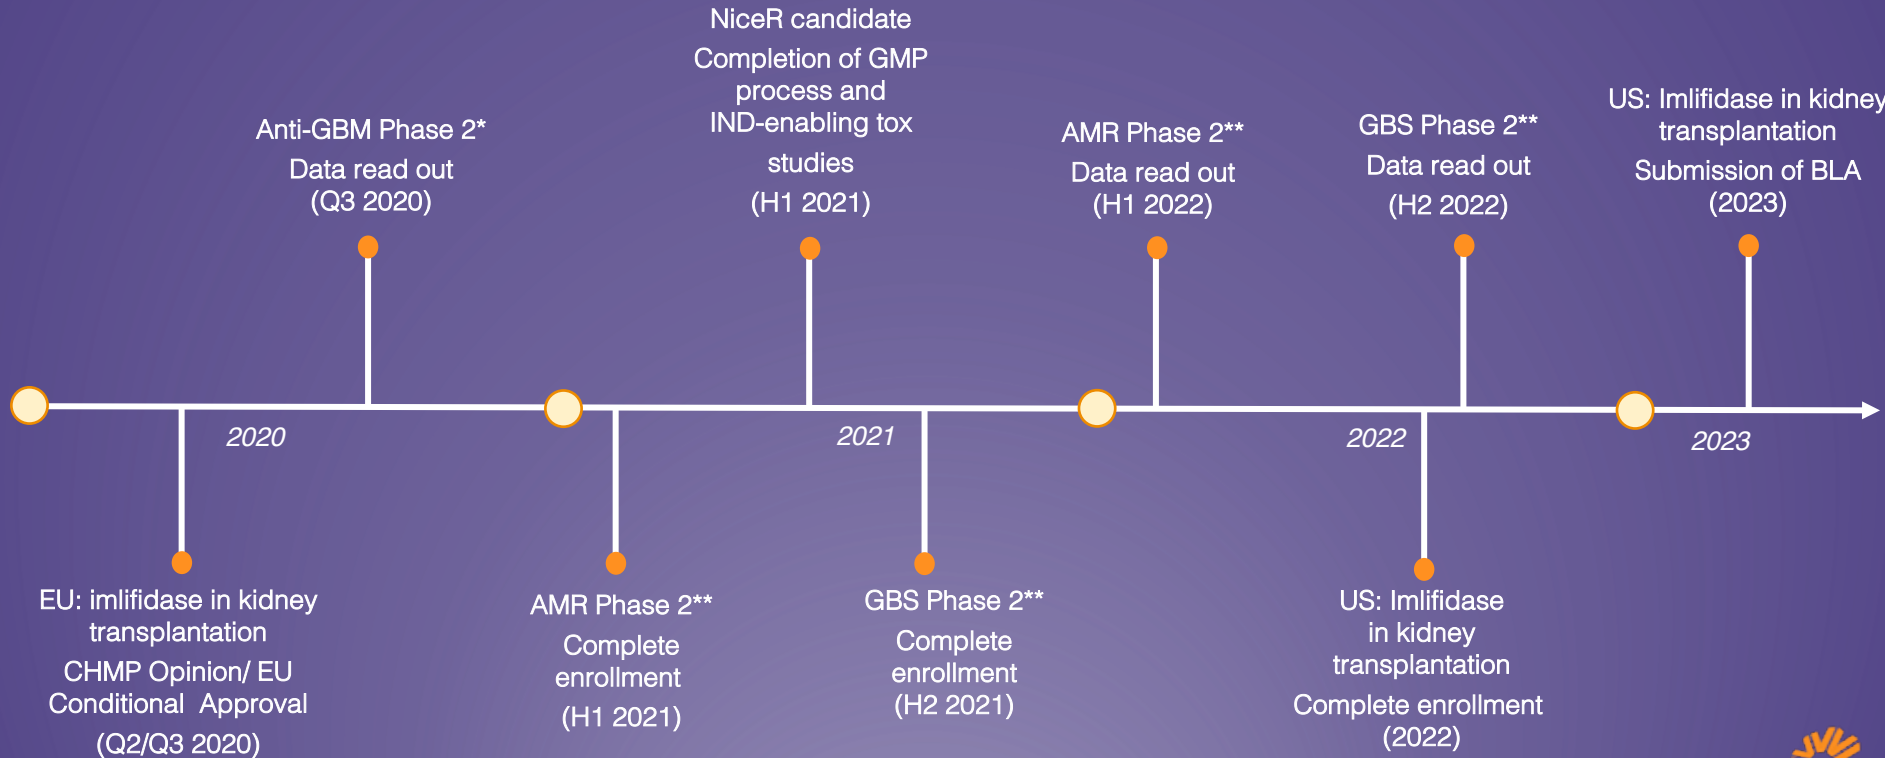 NiceR candidate
Completion of GMP
process and
IND-enabling tox
studies
(H1 2021)
Anti-GBM Phase 2*
Data read out
(Q3 2020)
AMR Phase 2**
Data read out
(H1 2022)
GBS Phase 2**
Data read out
(H2 2022)
US: Imlifidase in kidney
transplantation
Submission of BLA
(2023)
2020
2021
2022
2023
EU: imlifidase in kidney
transplantation
CHMP Opinion/ EU
Conditional Approval
(Q2/Q3 2020)
AMR Phase 2**
Complete
enrollment
(H1 2021)
GBS Phase 2**
Complete
enrollment
(H2 2021)
US: Imlifidase
in kidney
transplantation
Complete enrollment
(2022)